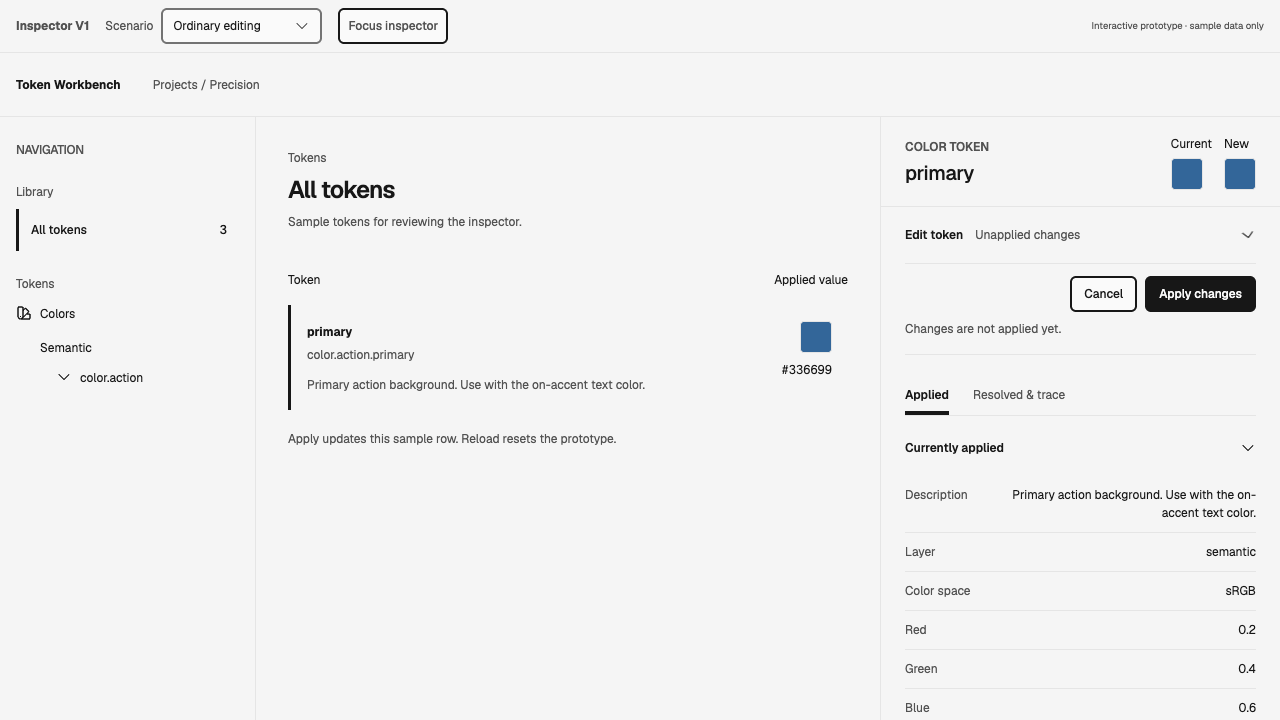 Inspector V1
Scenario
Ordinary editing
Focus inspector
Interactive prototype · sample data only
Token Workbench
Projects / Precision
NAVIGATION
Library
All tokens 3
Tokens
Colors
Semantic
color.action
Tokens
All tokens
Sample tokens for reviewing the inspector.
Token Applied value
primary
color.action.primary
#336699
Primary action background. Use with the on-accent text color.
Apply updates this sample row. Reload resets the prototype.
COLOR TOKEN
primary
Current New
Edit token Unapplied changes
Cancel Apply changes
Changes are not applied yet.
Applied Resolved & trace
Currently applied
Description Primary action background. Use with the on-
accent text color.
Layer semantic
Color space sRGB
Red 0.2
Green 0.4
Blue 0.6